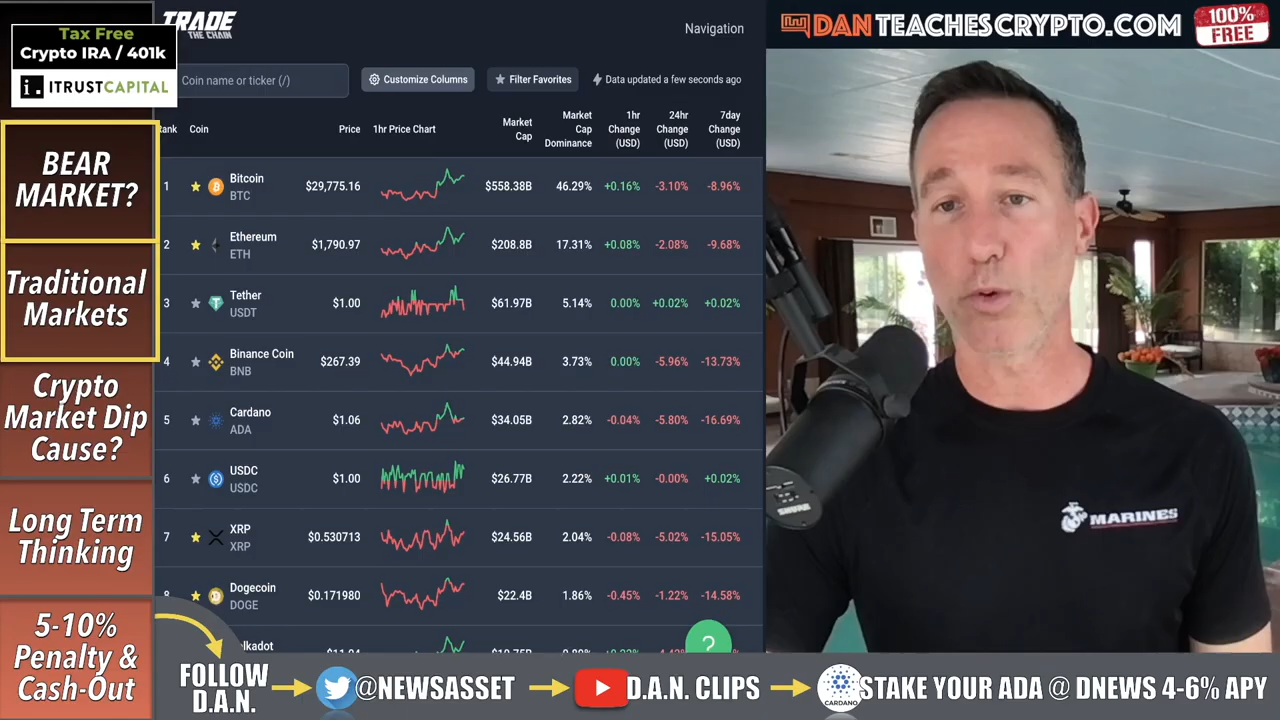 Tax Free
Crypto IRA / 401k
i. ITRUSTCAPITAL
BEAR
MARKET?
Traditional
Markets
Crypto
Market Dip
Cause?
Long Term
Thinking
5-10%
Penalty &
Cash-Out
TRADE
THE CHAIN
Navigation
Coin name or ticker (/)
Customize Columns
Filter Favorites
Data updated a few seconds ago
Rank Coin Price 1hr Price Chart Market Cap Market Cap Dominance 1hr Change (USD) 24hr Change (USD) 7day Change (USD)
1 Bitcoin BTC $29,775.16 $558.38B 46.29% +0.16% -3.10% -8.96%
2 Ethereum ETH $1,790.97 $208.8B 17.31% +0.08% -2.08% -9.68%
3 Tether USDT $1.00 $61.97B 5.14% 0.00% +0.02% +0.02%
4 Binance Coin BNB $267.39 $44.94B 3.73% 0.00% -5.96% -13.73%
5 Cardano ADA $1.06 $34.05B 2.82% -0.04% -5.80% -16.69%
6 USDC USDC $1.00 $26.77B 2.22% +0.01% -0.00% +0.02%
7 XRP XRP $0.530713 $24.56B 2.04% -0.08% -5.02% -15.05%
8 Dogecoin DOGE $0.171980 $22.4B 1.86% -0.45% -1.22% -14.58%
?
DANTEACHESCRYPTO.COM
100%
FREE
SHURE
MARINES
FOLLOW
D.A.N.
@NEWSASSET
D.A.N. CLIPS
CARDANO
STAKE YOUR ADA @ DNEWS 4-6% APY